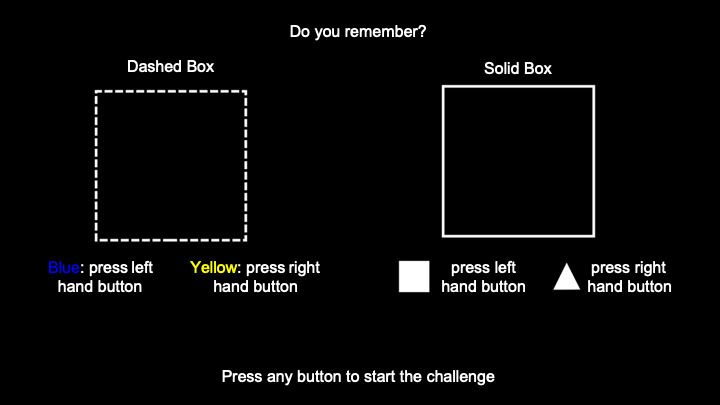 Do you remember?
Dashed Box
Solid Box
Blue: press left
hand button
Yellow: press right
hand button
press left
hand button
press right
hand button
Press any button to start the challenge